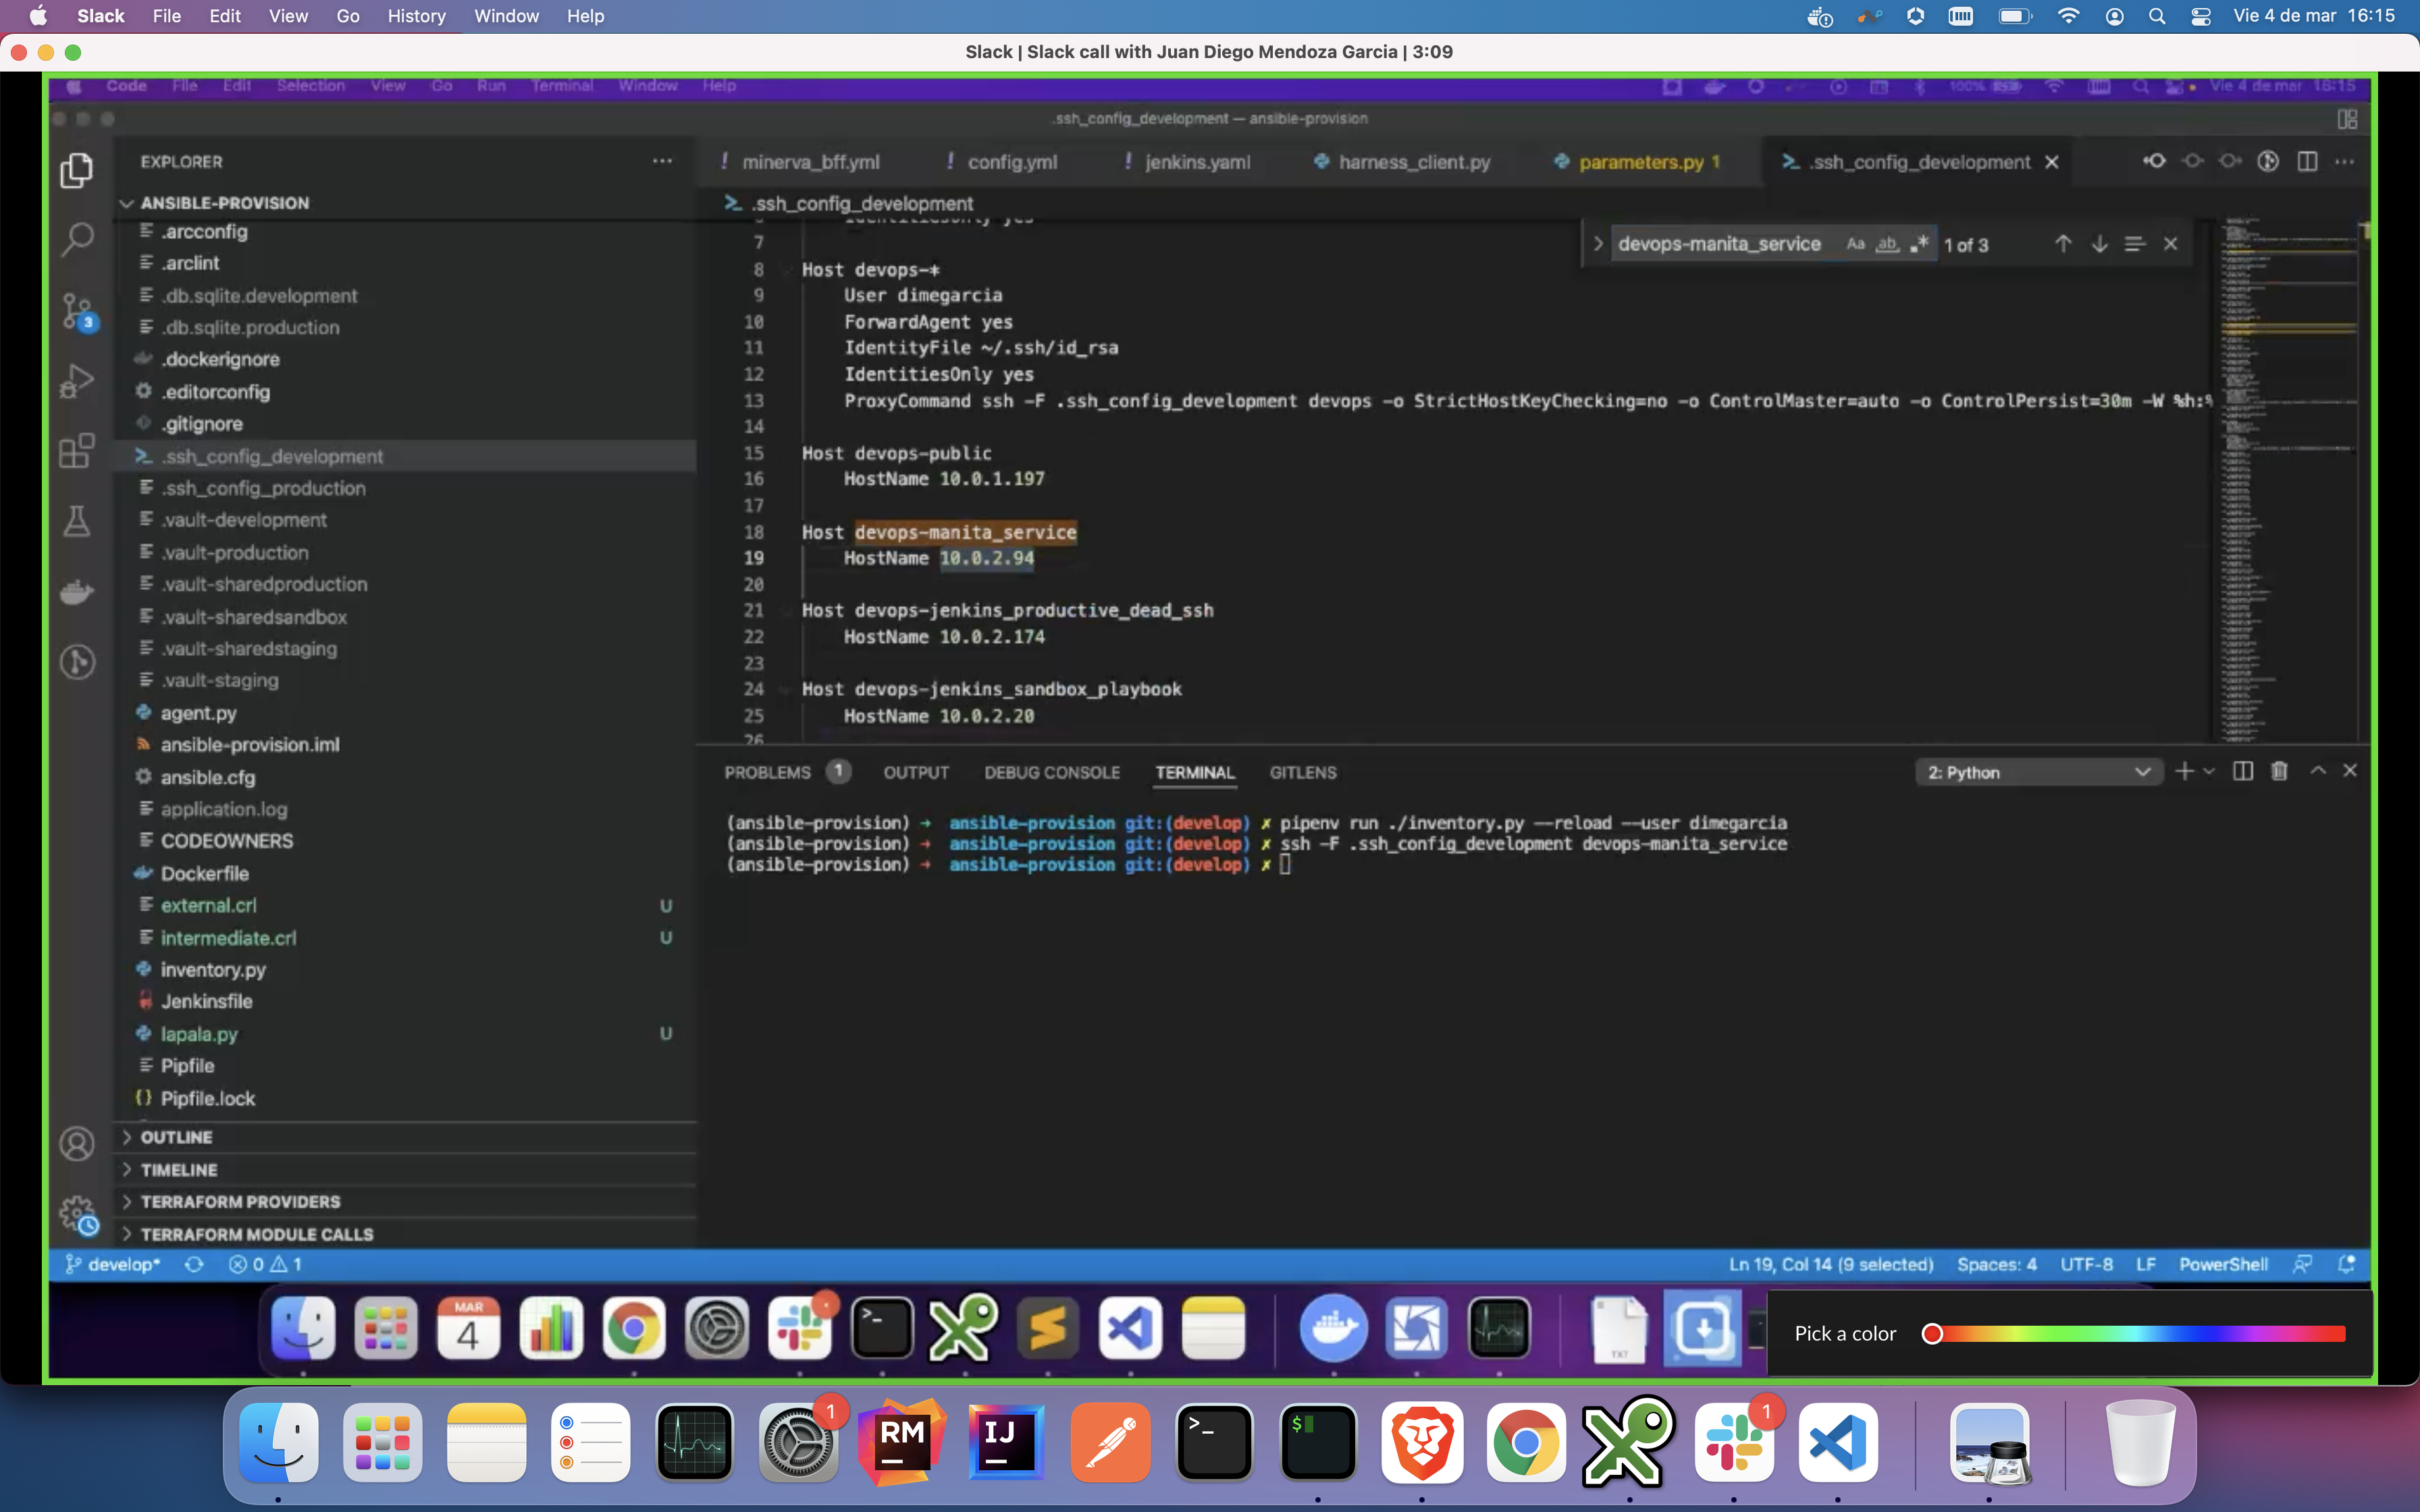 Slack File Edit View Go History Window Help Vie 4 de mar 16:15
Slack | Slack call with Juan Diego Mendoza Garcia | 3:09
Code File Edit Selection View Go Run Terminal Window Help 100% Vie 4 de mar 16:15
.ssh_config_development — ansible-provision
EXPLORER
ANSIBLE-PROVISION
.arcconfig
.arclint
.db.sqlite.development
.db.sqlite.production
.dockerignore
.editorconfig
.gitignore
.ssh_config_development
.ssh_config_production
.vault-development
.vault-production
.vault-sharedproduction
.vault-sharedsandbox
.vault-sharedstaging
.vault-staging
agent.py
ansible-provision.iml
ansible.cfg
application.log
CODEOWNERS
Dockerfile
external.crl U
intermediate.crl U
inventory.py
Jenkinsfile
lapala.py U
Pipfile
Pipfile.lock
OUTLINE
TIMELINE
TERRAFORM PROVIDERS
TERRAFORM MODULE CALLS
3
! minerva_bff.yml ! config.yml ! jenkins.yaml harness_client.py parameters.py 1 .ssh_config_development
.ssh_config_development
devops-manita_service Aa ab 1 of 3
7
8 Host devops-*
9 User dimegarcia
10 ForwardAgent yes
11 IdentityFile ~/.ssh/id_rsa
12 IdentitiesOnly yes
13 ProxyCommand ssh -F .ssh_config_development devops -o StrictHostKeyChecking=no -o ControlMaster=auto -o ControlPersist=30m -W %h:%
14
15 Host devops-public
16 HostName 10.0.1.197
17
18 Host devops-manita_service
19 HostName 10.0.2.94
20
21 Host devops-jenkins_productive_dead_ssh
22 HostName 10.0.2.174
23
24 Host devops-jenkins_sandbox_playbook
25 HostName 10.0.2.20
26
PROBLEMS 1 OUTPUT DEBUG CONSOLE TERMINAL GITLENS 2: Python
(ansible-provision) → ansible-provision git:(develop) ✗ pipenv run ./inventory.py --reload --user dimegarcia
(ansible-provision) → ansible-provision git:(develop) ✗ ssh -F .ssh_config_development devops-manita_service
(ansible-provision) → ansible-provision git:(develop) ✗
develop* 0 1 Ln 19, Col 14 (9 selected) Spaces: 4 UTF-8 LF PowerShell
MAR
4
TXT
Pick a color
1
RM
IJ
$
1